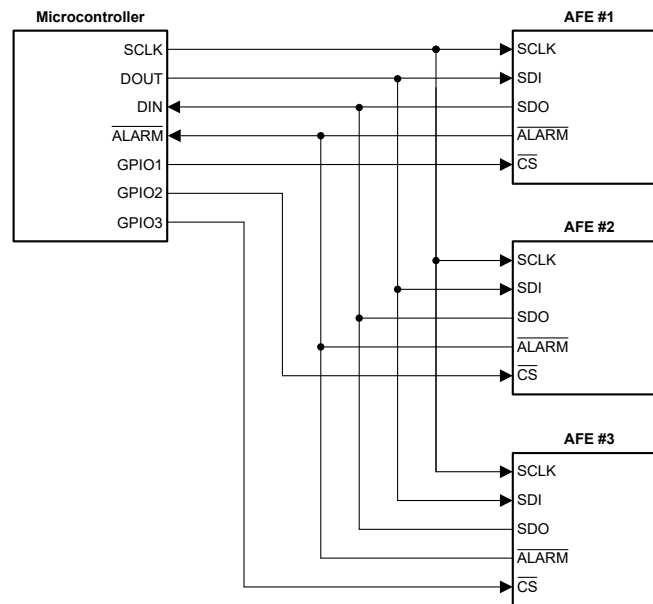 Microcontroller
SCLK
DOUT
DIN
ALARM
GPIO1
GPIO2
GPIO3
AFE #1
SCLK
SDI
SDO
ALARM
CS
AFE #2
SCLK
SDI
SDO
ALARM
CS
AFE #3
SCLK
SDI
SDO
ALARM
CS